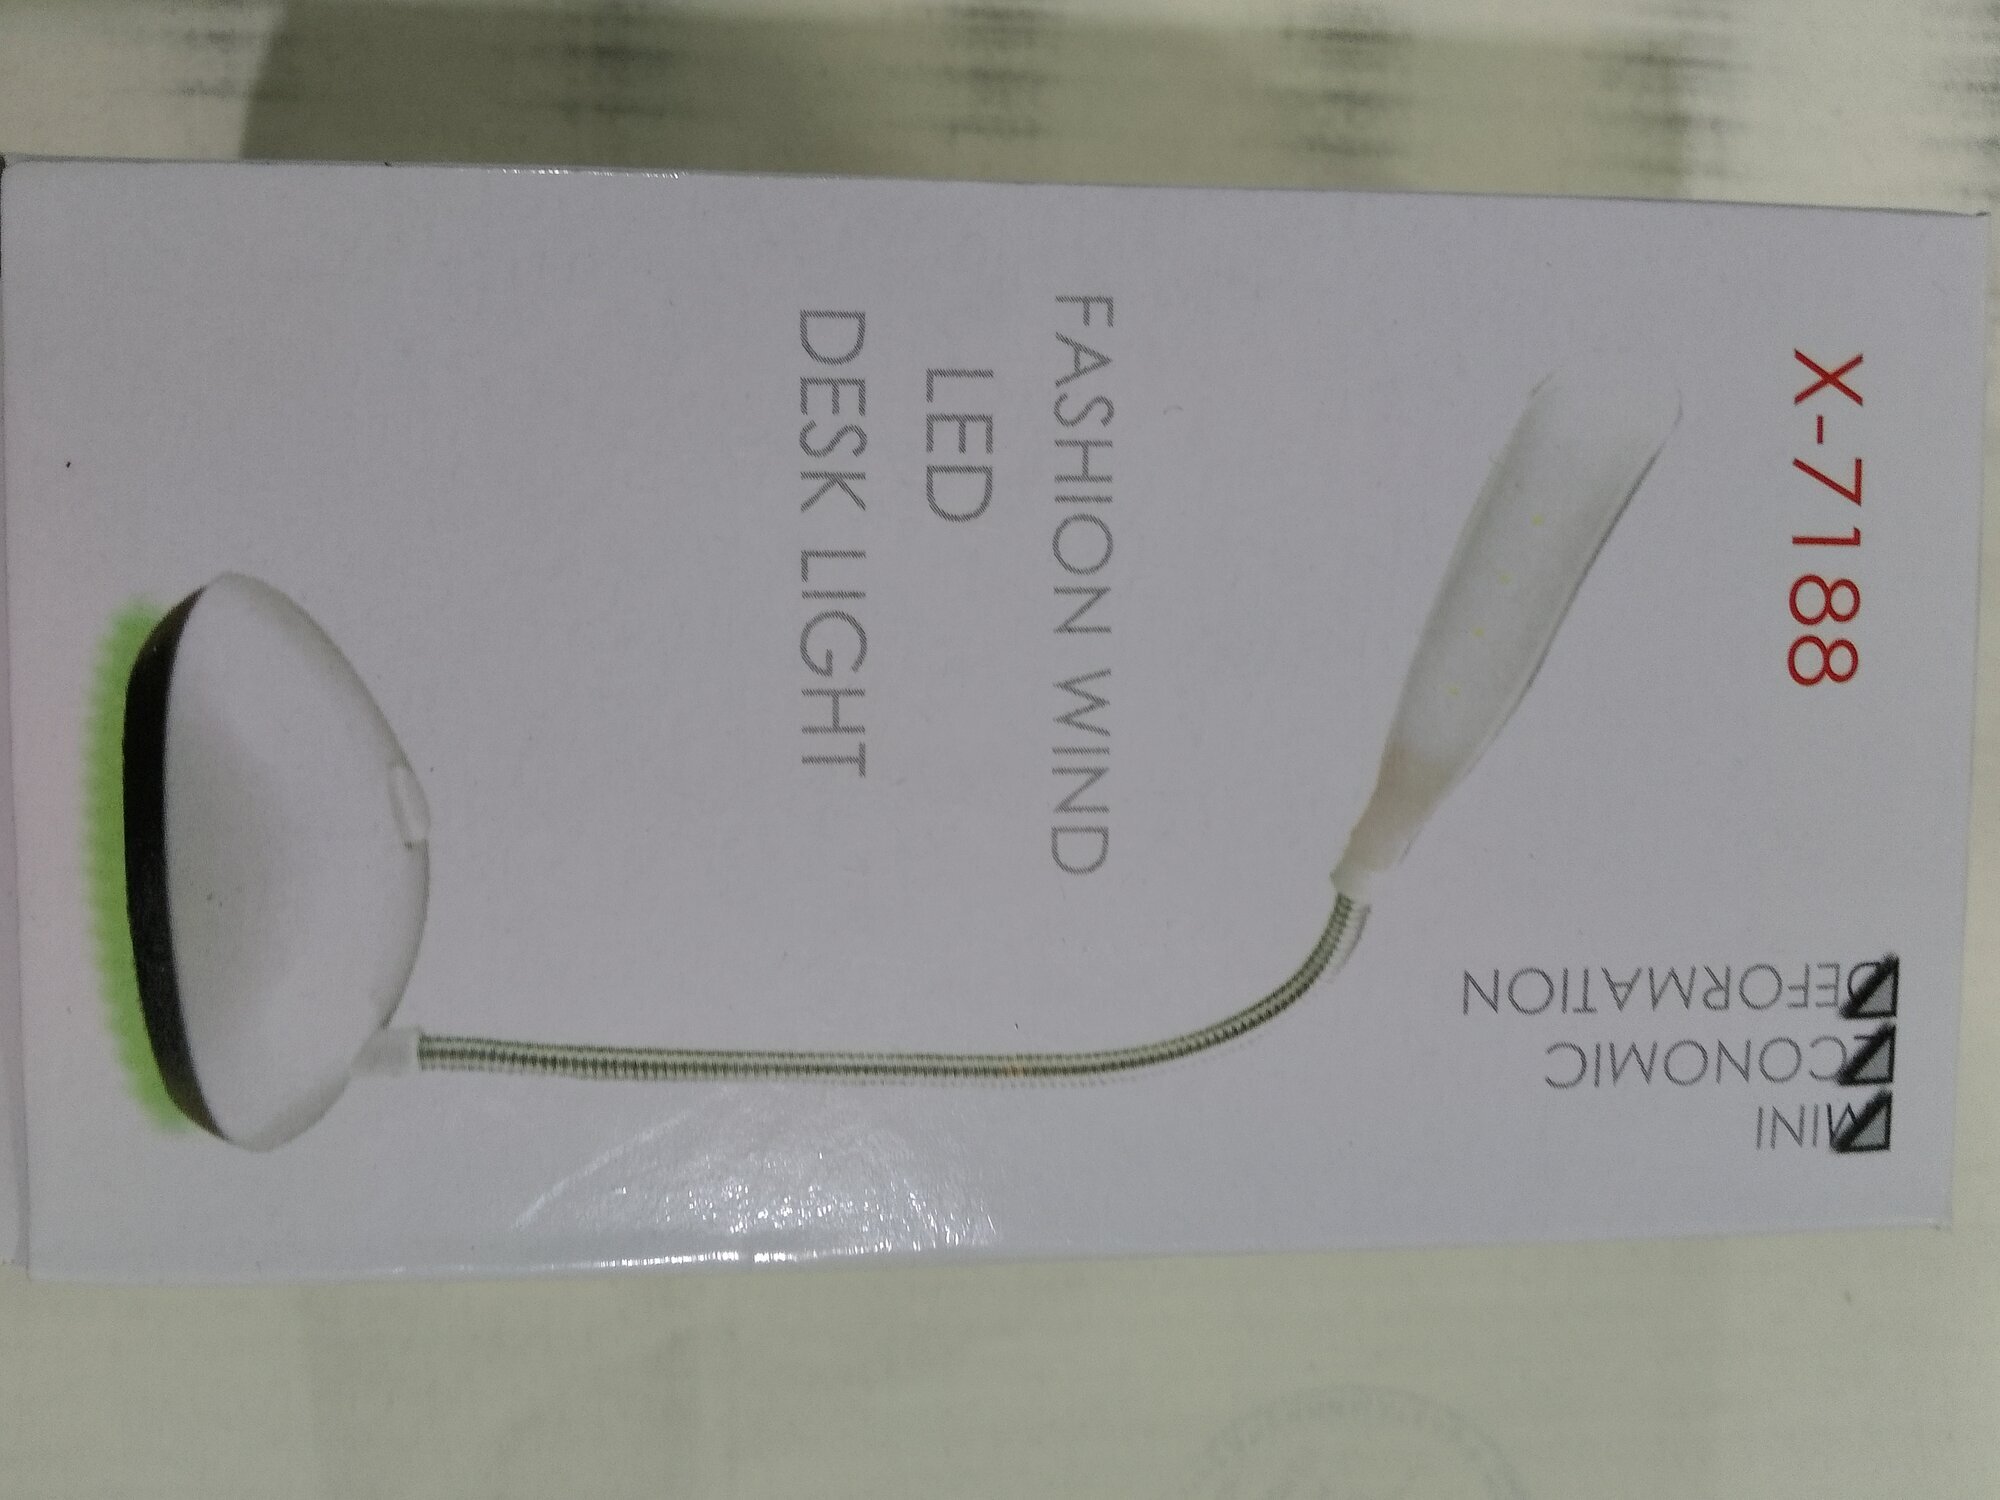 X-7188
FASHION WIND
LED
DESK LIGHT
MINI
ECONOMIC
DEFORMATION